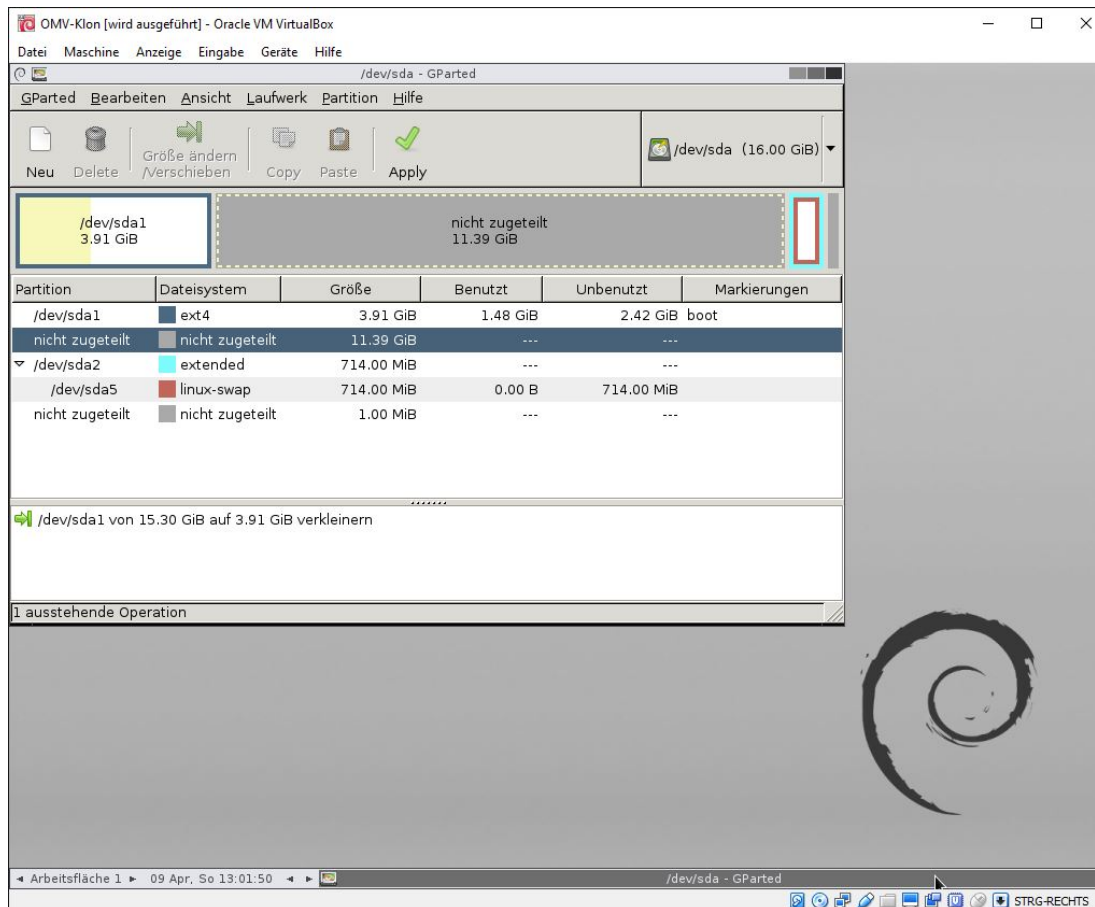 OMV-Klon [wird ausgeführt] - Oracle VM VirtualBox
Datei Maschine Anzeige Eingabe Geräte Hilfe
/dev/sda - GParted
GParted Bearbeiten Ansicht Laufwerk Partition Hilfe
Neu Delete Größe ändern /Verschieben Copy Paste Apply
/dev/sda (16.00 GiB)
/dev/sda1
3.91 GiB
nicht zugeteilt
11.39 GiB
Partition Dateisystem Größe Benutzt Unbenutzt Markierungen
/dev/sda1 ext4 3.91 GiB 1.48 GiB 2.42 GiB boot
nicht zugeteilt nicht zugeteilt 11.39 GiB --- ---
/dev/sda2 extended 714.00 MiB --- ---
/dev/sda5 linux-swap 714.00 MiB 0.00 B 714.00 MiB
nicht zugeteilt nicht zugeteilt 1.00 MiB --- ---
/dev/sda1 von 15.30 GiB auf 3.91 GiB verkleinern
1 ausstehende Operation
Arbeitsfläche 1 09 Apr, So 13:01:50 /dev/sda - GParted
STRG-RECHTS